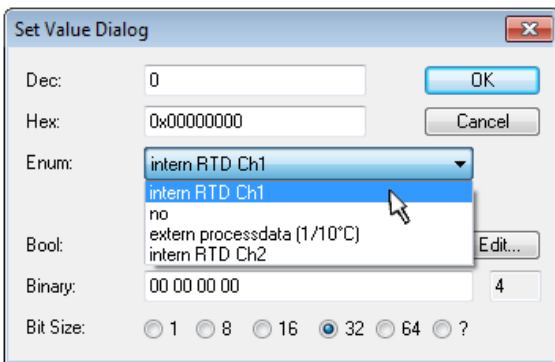 Set Value Dialog
Dec: 0 OK
Hex: 0x00000000 Cancel
Enum: intern RTD Ch1
intern RTD Ch1
no
extern processdata (1/10°C)
Bool: Edit...
intern RTD Ch2
Binary: 00 00 00 00 4
Bit Size: 1 8 16 32 64 ?